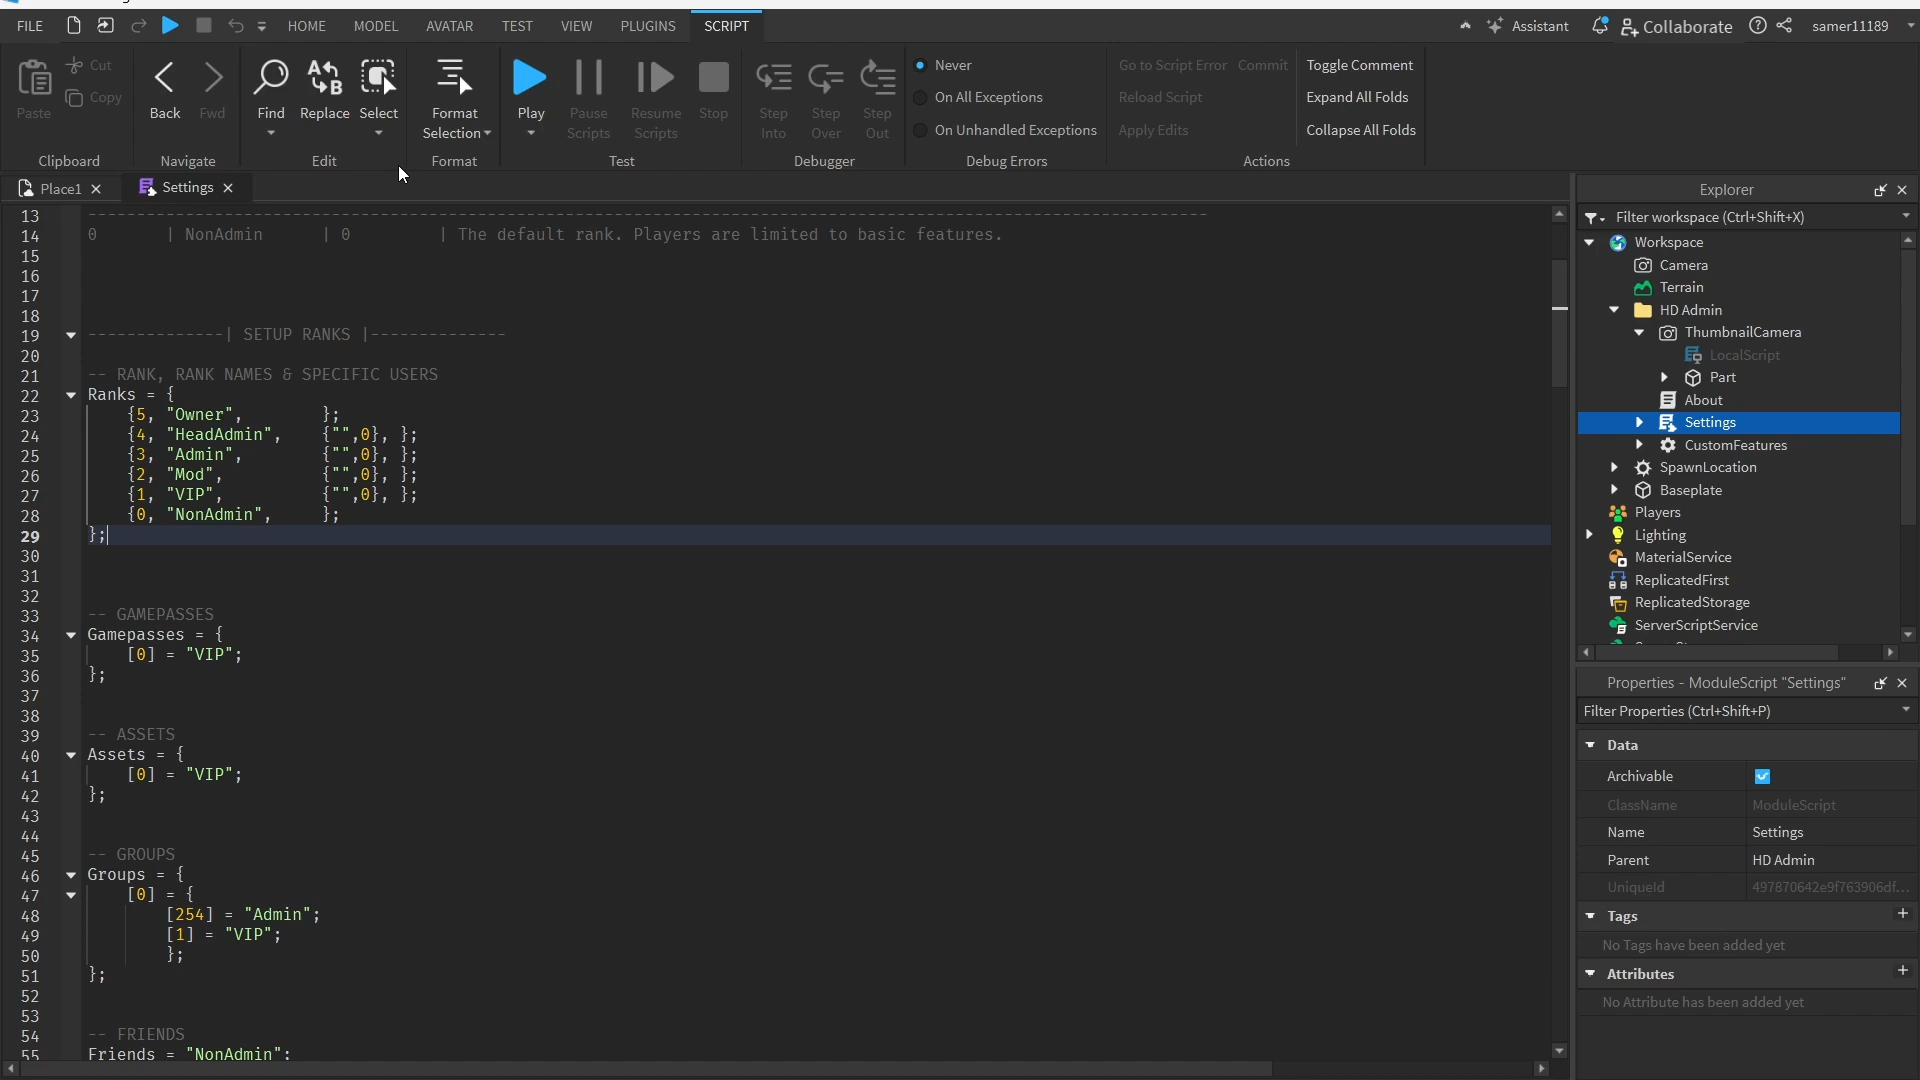 FILE HOME MODEL AVATAR TEST VIEW PLUGINS SCRIPT Assistant Collaborate samer11189
Paste Cut Copy Clipboard
Back Fwd Navigate
Find Replace Select Edit
Format Selection Format
Play Pause Scripts Resume Scripts Stop Test
Step Into Step Over Step Out Debugger
Never
On All Exceptions
On Unhandled Exceptions
Debug Errors
Go to Script Error Commit
Reload Script
Apply Edits
Toggle Comment
Expand All Folds
Collapse All Folds
Actions
Place1 Settings
13 ------------------------------------------------------------------------------------------------------------------
14 0 | NonAdmin | 0 | The default rank. Players are limited to basic features.
15
16
17
18
19 --------------| SETUP RANKS |--------------
20
21 -- RANK, RANK NAMES & SPECIFIC USERS
22 Ranks = {
23 {5, "Owner", };
24 {4, "HeadAdmin", {"",0}, };
25 {3, "Admin", {"",0}, };
26 {2, "Mod", {"",0}, };
27 {1, "VIP", {"",0}, };
28 {0, "NonAdmin", };
29 };
30
31
32
33 -- GAMEPASSES
34 Gamepasses = {
35 [0] = "VIP";
36 };
37
38
39 -- ASSETS
40 Assets = {
41 [0] = "VIP";
42 };
43
44
45 -- GROUPS
46 Groups = {
47 [0] = {
48 [254] = "Admin";
49 [1] = "VIP";
50 };
51 };
52
53
54 -- FRIENDS
55 Friends = "NonAdmin";
Explorer
Filter workspace (Ctrl+Shift+X)
Workspace
Camera
Terrain
HD Admin
ThumbnailCamera
LocalScript
Part
About
Settings
CustomFeatures
SpawnLocation
Baseplate
Players
Lighting
MaterialService
ReplicatedFirst
ReplicatedStorage
ServerScriptService
Properties - ModuleScript "Settings"
Filter Properties (Ctrl+Shift+P)
Data
Archivable
ClassName ModuleScript
Name Settings
Parent HD Admin
UniqueId 497870642e9f763906df...
Tags
No Tags have been added yet
Attributes
No Attribute has been added yet